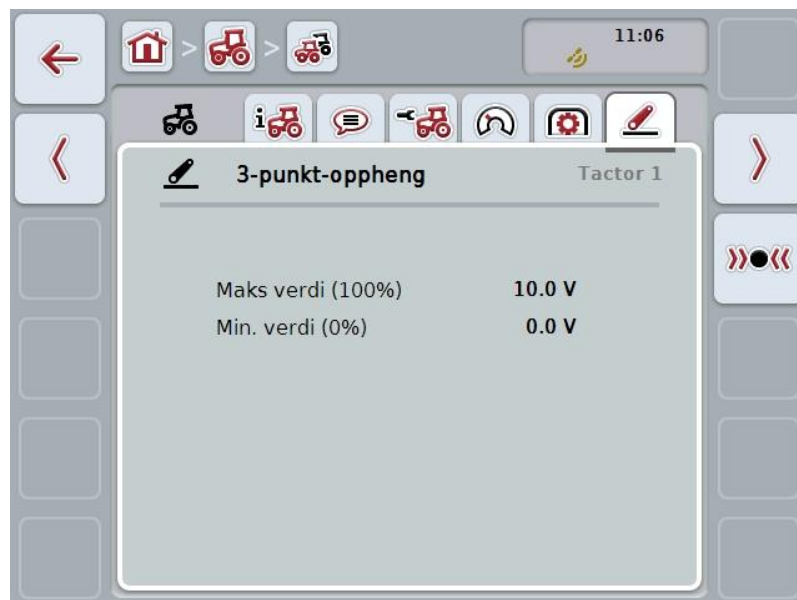 11:06
3-punkt-oppheng Tactor 1
Maks verdi (100%) 10.0 V
Min. verdi (0%) 0.0 V